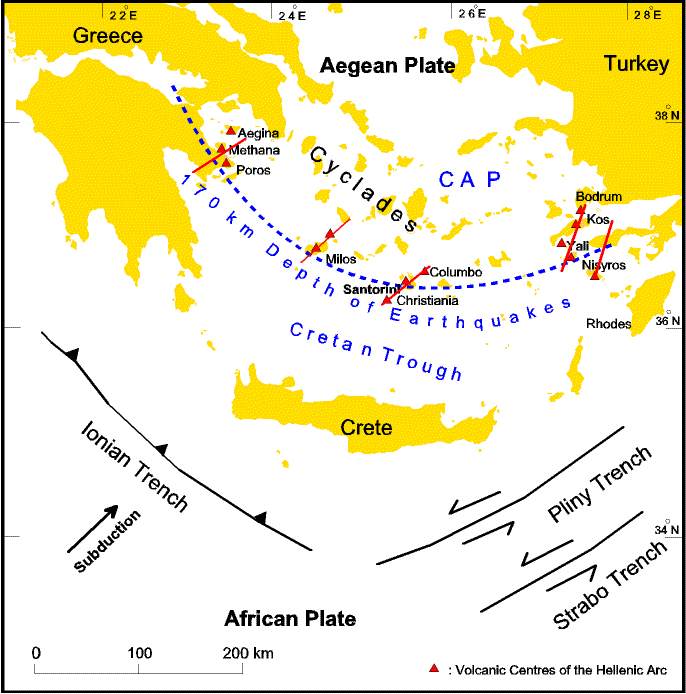 22 E
24 E
26 E
28 E
Greece
Aegean Plate
Turkey
38 N
Aegina
Methana
Poros
Cyclades
CAP
Bodrum
Kos
Yali
Nisyros
Milos
Columbo
Santorin
Christiania
170 km Depth of Earthquakes
Rhodes
36 N
Cretan Trough
Crete
Ionian Trench
Pliny Trench
Subduction
34 N
Strabo Trench
African Plate
0 100 200 km
: Volcanic Centres of the Hellenic Arc